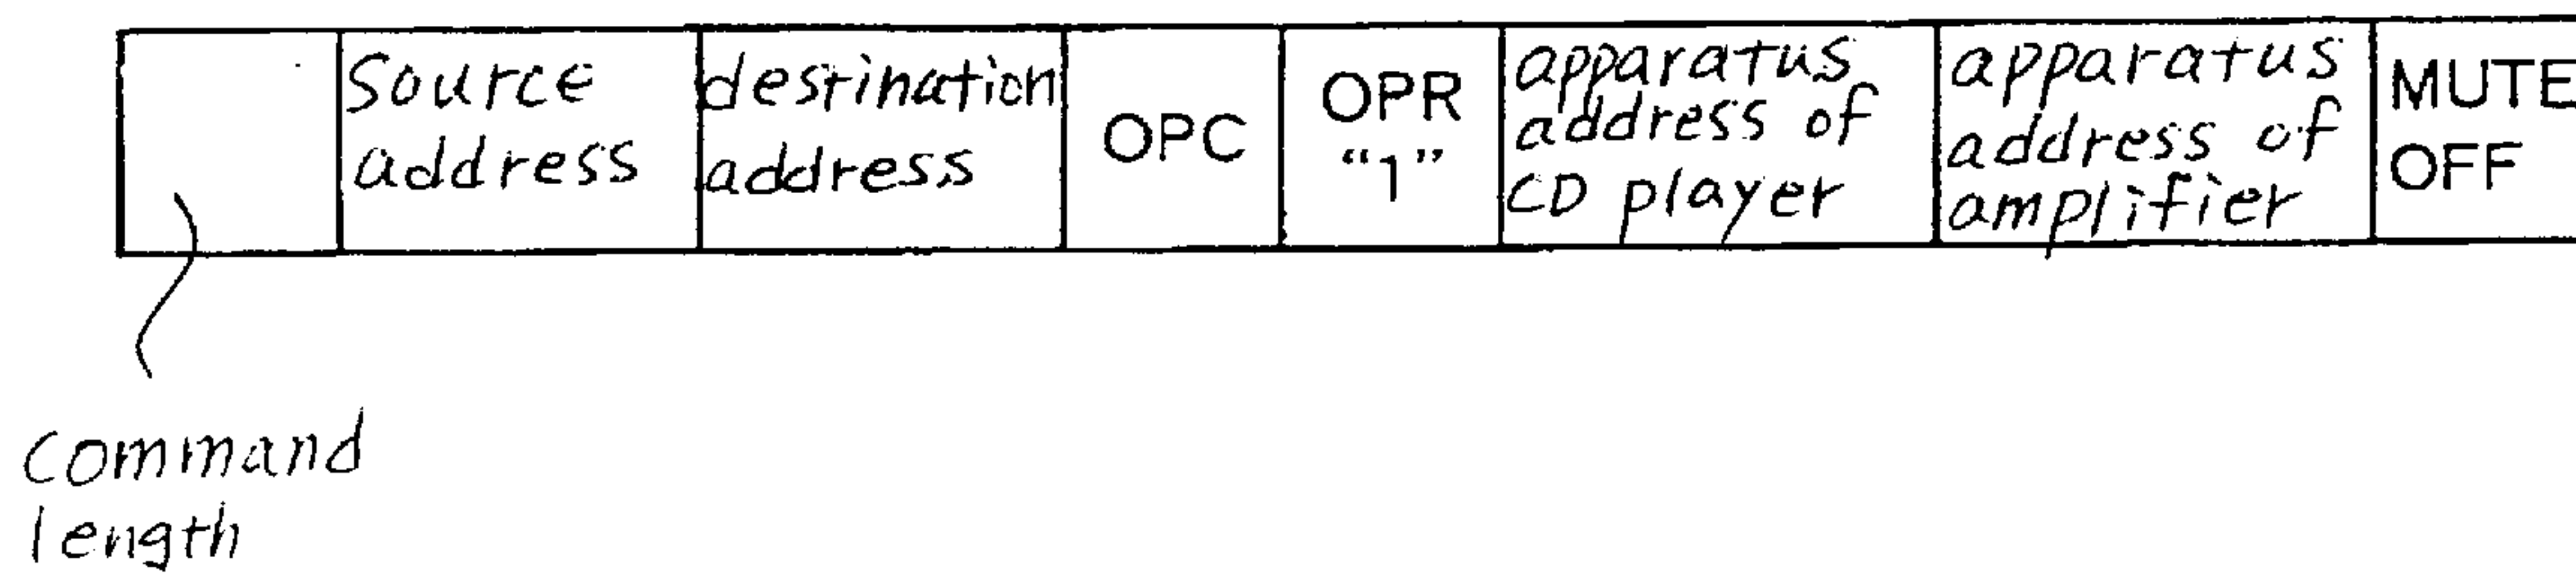 Source
address
destination
address
OPC
OPR
“1”
apparatus
address of
CD player
apparatus
address of
amplifier
MUTE
OFF
Command
length